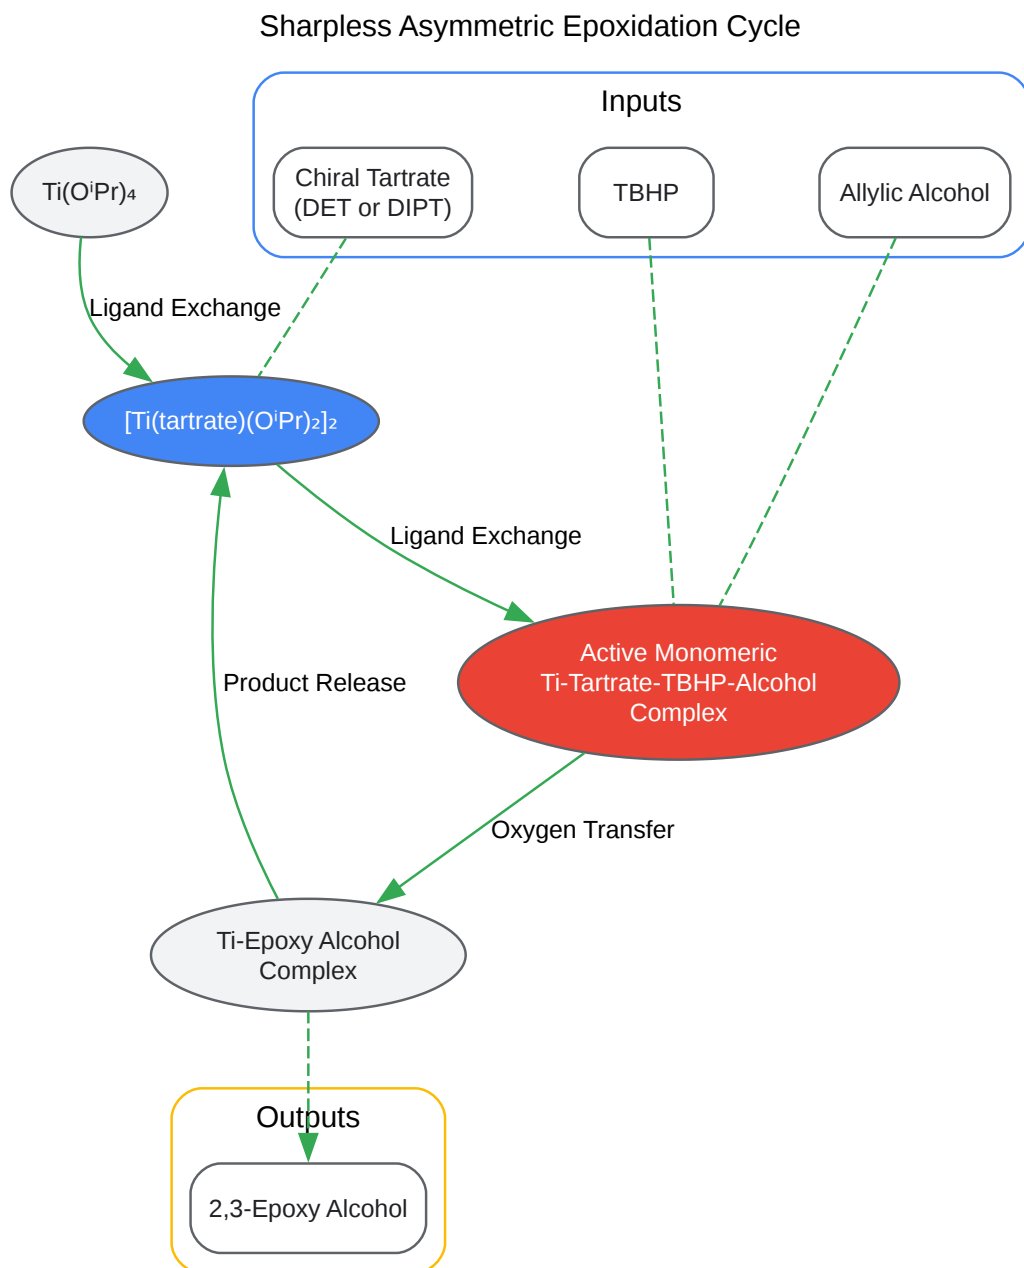 Sharpless Asymmetric Epoxidation Cycle
Inputs
Ti(OⁱPr)₄
Chiral Tartrate
(DET or DIPT)
TBHP
Allylic Alcohol
Ligand Exchange
[Ti(tartrate)(OⁱPr)₂]₂
Ligand Exchange
Active Monomeric
Ti-Tartrate-TBHP-Alcohol
Complex
Product Release
Oxygen Transfer
Ti-Epoxy Alcohol
Complex
Outputs
2,3-Epoxy Alcohol